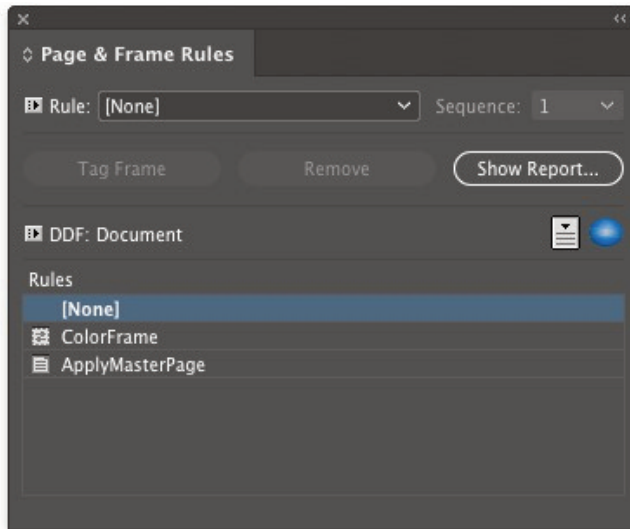 Page & Frame Rules
Rule: [None] Sequence: 1
Tag Frame Remove Show Report...
DDF: Document
Rules
[None]
ColorFrame
ApplyMasterPage